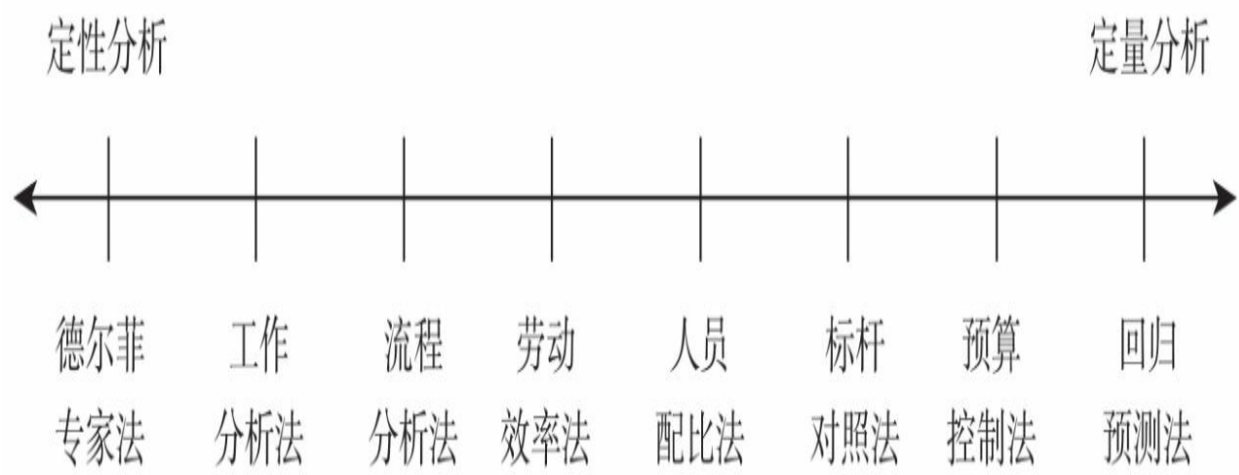 定性分析 定量分析
德尔菲 工作 流程 劳动 人员 标杆 预算 回归
专家法 分析法 分析法 效率法 配比法 对照法 控制法 预测法